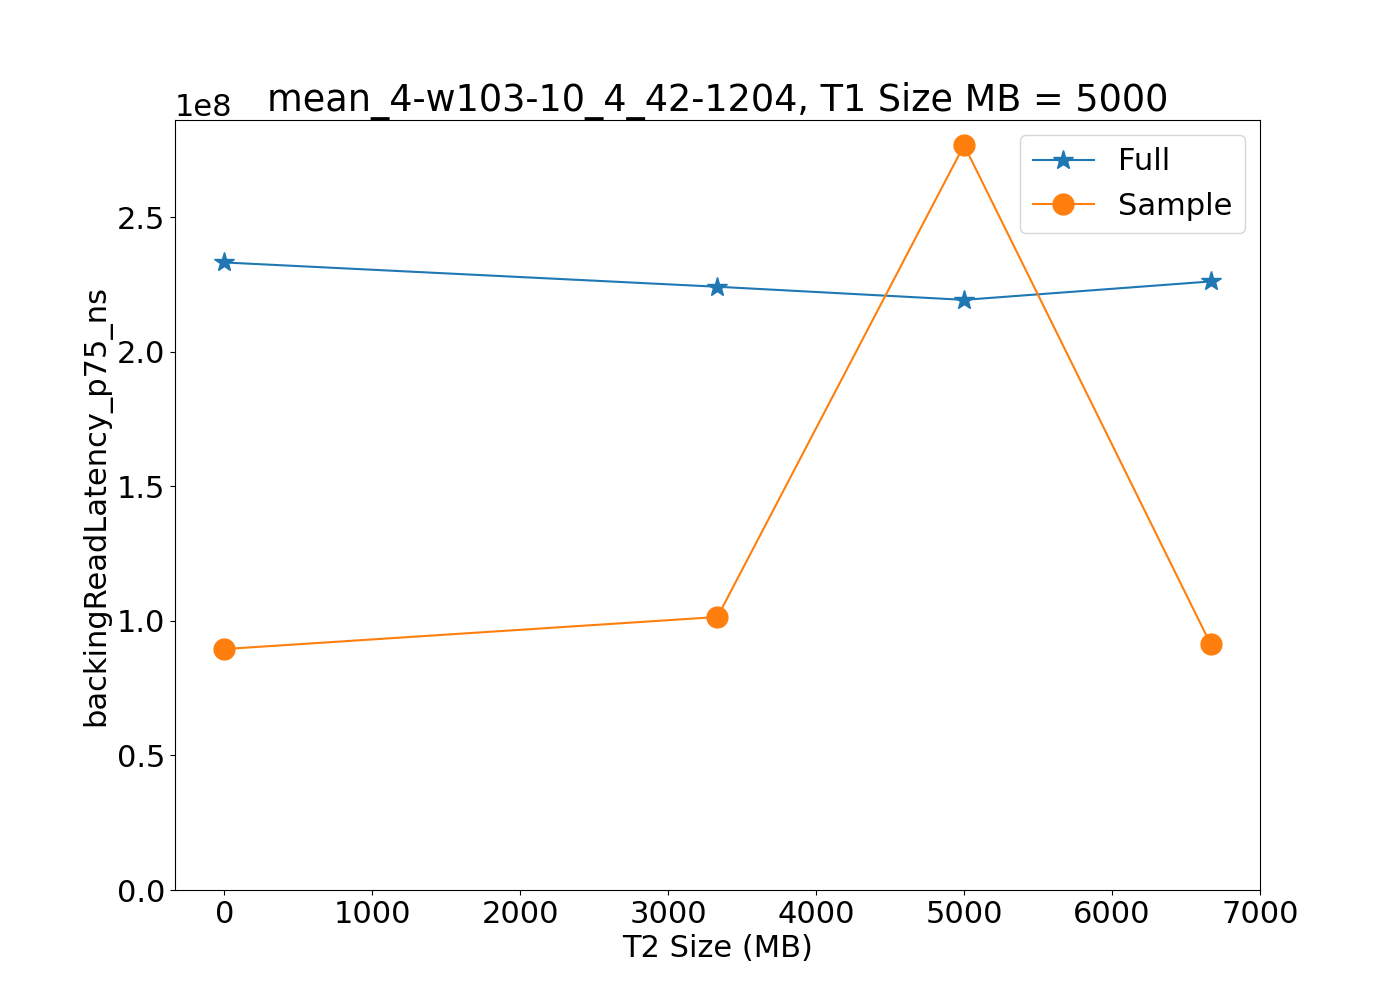 1e8
mean_4-w103-10_4_42-1204, T1 Size MB = 5000
Full
Sample
backingReadLatency_p75_ns
2.5
2.0
1.5
1.0
0.5
0.0
0 1000 2000 3000 4000 5000 6000 7000
T2 Size (MB)